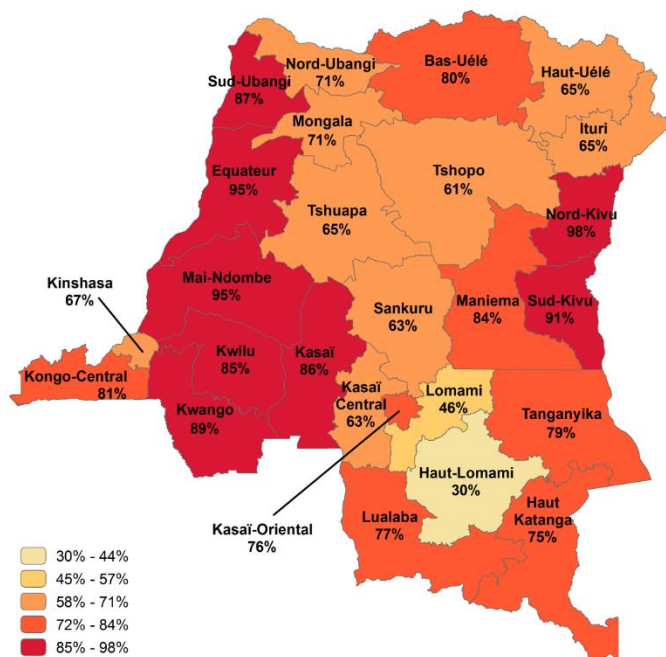 Nord-Ubangi
71%
Bas-Uélé
80%
Haut-Uélé
65%
Sud-Ubangi
87%
Mongala
71%
Ituri
65%
Equateur
95%
Tshopo
61%
Tshuapa
65%
Nord-Kivu
98%
Mai-Ndombe
95%
Kinshasa
67%
Sankuru
63%
Maniema
84%
Sud-Kivu
91%
Kwilu
85%
Kasaï
86%
Kongo-Central
81%
Kasaï
Central
63%
Lomami
46%
Kwango
89%
Tanganyika
79%
Haut-Lomami
30%
Kasaï-Oriental
76%
Lualaba
77%
Haut
Katanga
75%
30% - 44%
45% - 57%
58% - 71%
72% - 84%
85% - 98%